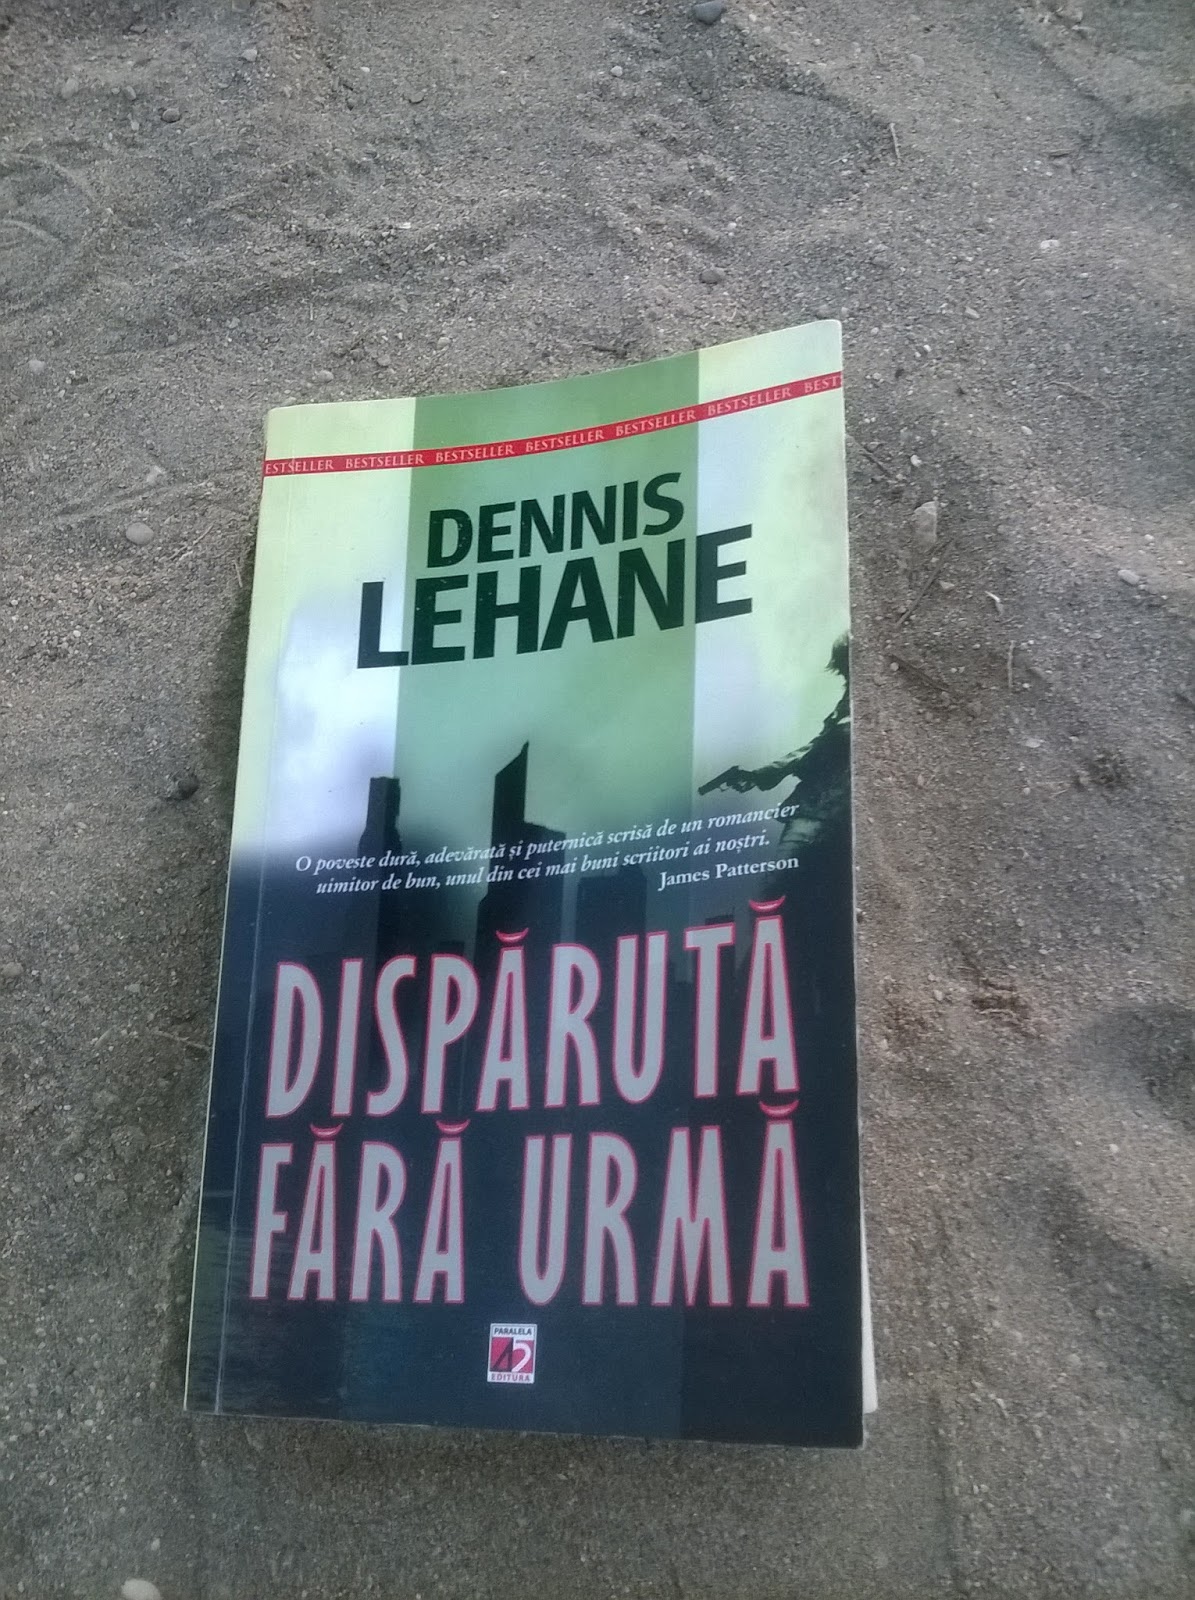 ESTSELLER BESTSELLER BESTSELLER BESTSELLER BESTSELLER BESTSELLER BEST
DENNIS
LEHANE
O poveste dură, adevărată și puternică scrisă de un romancier
uimitor de bun, unul din cei mai buni scriitori ai noștri.
James Patterson
DISPĂRUTĂ
FĂRĂ URMĂ
PARALELA
45
EDITURA